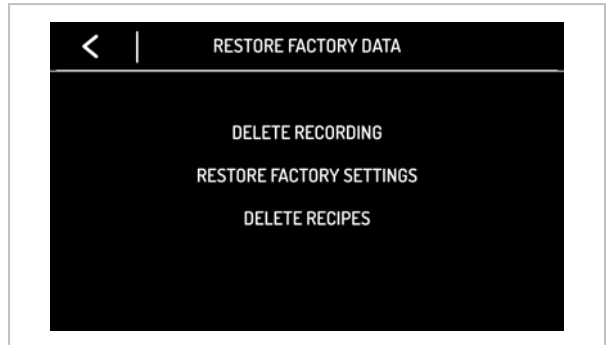 RESTORE FACTORY DATA
DELETE RECORDING
RESTORE FACTORY SETTINGS
DELETE RECIPES